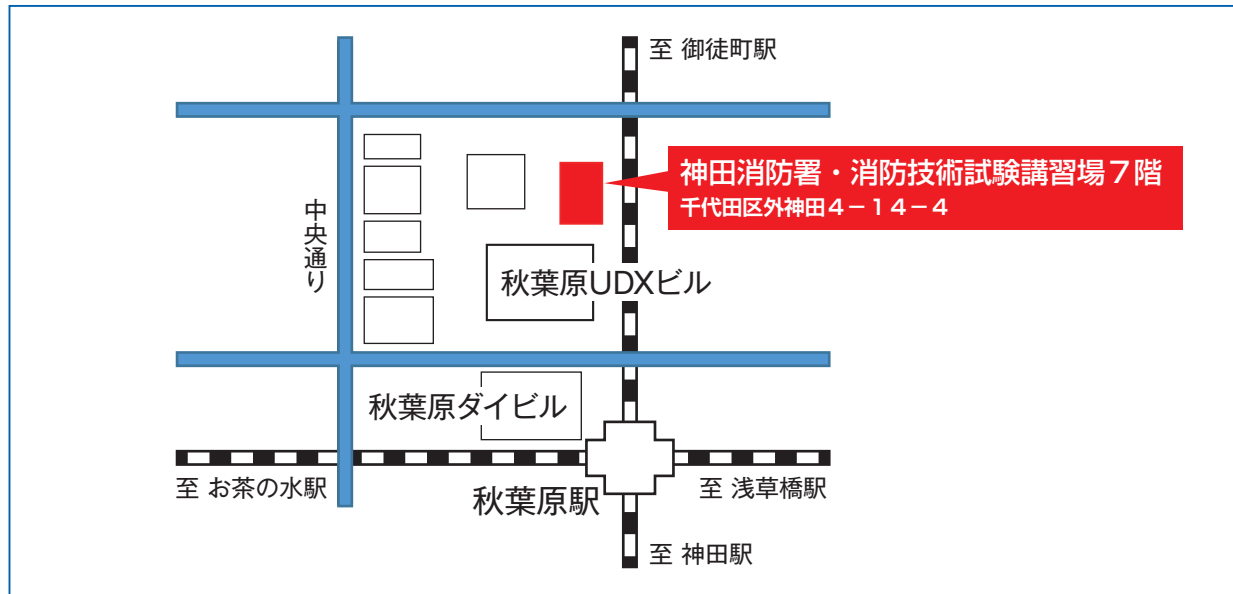 至 御徒町駅
神田消防署・消防技術試験講習場７階
千代田区外神田４－１４－４
中央通り
秋葉原UDXビル
秋葉原ダイビル
至 お茶の水駅
秋葉原駅
至 浅草橋駅
至 神田駅